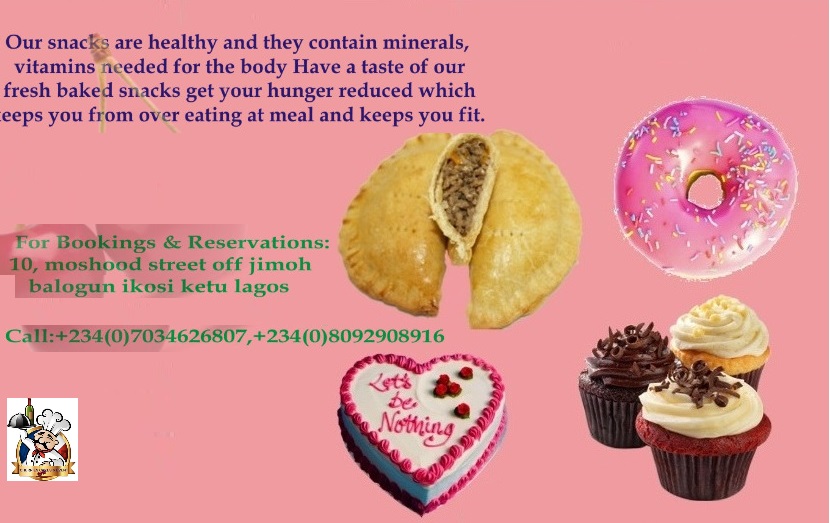 Our snacks are healthy and they contain minerals,
vitamins needed for the body Have a taste of our
fresh baked snacks get your hunger reduced which
keeps you from over eating at meal and keeps you fit.
For Bookings & Reservations:
10, moshood street off jimoh
balogun ikosi ketu lagos
Call:+234(0)7034626807,+234(0)8092908916
Let's
be
Nothing